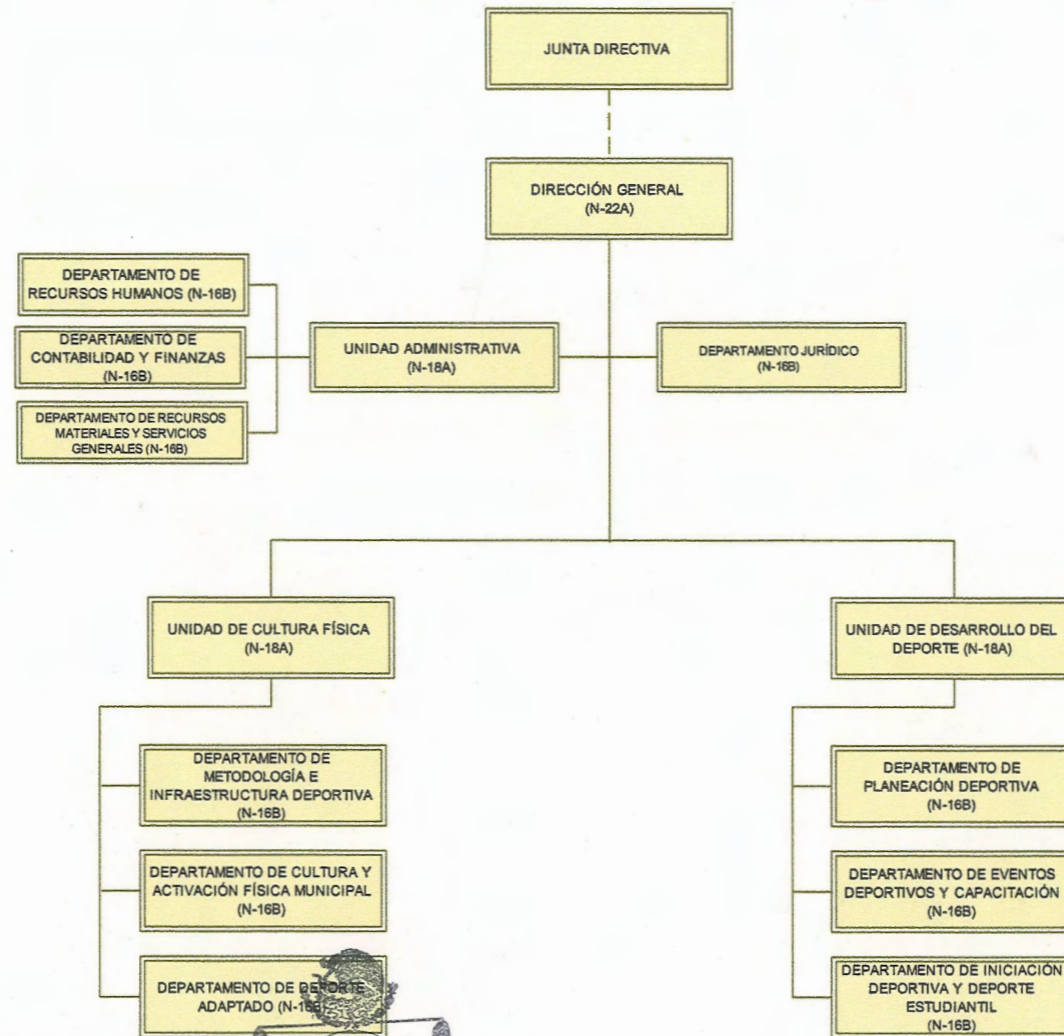 JUNTA DIRECTIVA
DIRECCIÓN GENERAL
(N-22A)
DEPARTAMENTO DE
RECURSOS HUMANOS (N-16B)
DEPARTAMENTO DE
CONTABILIDAD Y FINANZAS
(N-16B)
DEPARTAMENTO DE RECURSOS
MATERIALES Y SERVICIOS
GENERALES (N-16B)
UNIDAD ADMINISTRATIVA
(N-18A)
DEPARTAMENTO JURÍDICO
(N-16B)
UNIDAD DE CULTURA FÍSICA
(N-18A)
DEPARTAMENTO DE
METODOLOGÍA E
INFRAESTRUCTURA DEPORTIVA
(N-16B)
DEPARTAMENTO DE CULTURA Y
ACTIVACIÓN FÍSICA MUNICIPAL
(N-16B)
DEPARTAMENTO DE DEPORTE
ADAPTADO (N-16B)
UNIDAD DE DESARROLLO DEL
DEPORTE (N-18A)
DEPARTAMENTO DE
PLANEACIÓN DEPORTIVA
(N-16B)
DEPARTAMENTO DE EVENTOS
DEPORTIVOS Y CAPACITACIÓN
(N-16B)
DEPARTAMENTO DE INICIACIÓN
DEPORTIVA Y DEPORTE
ESTUDIANTIL
(N-16B)